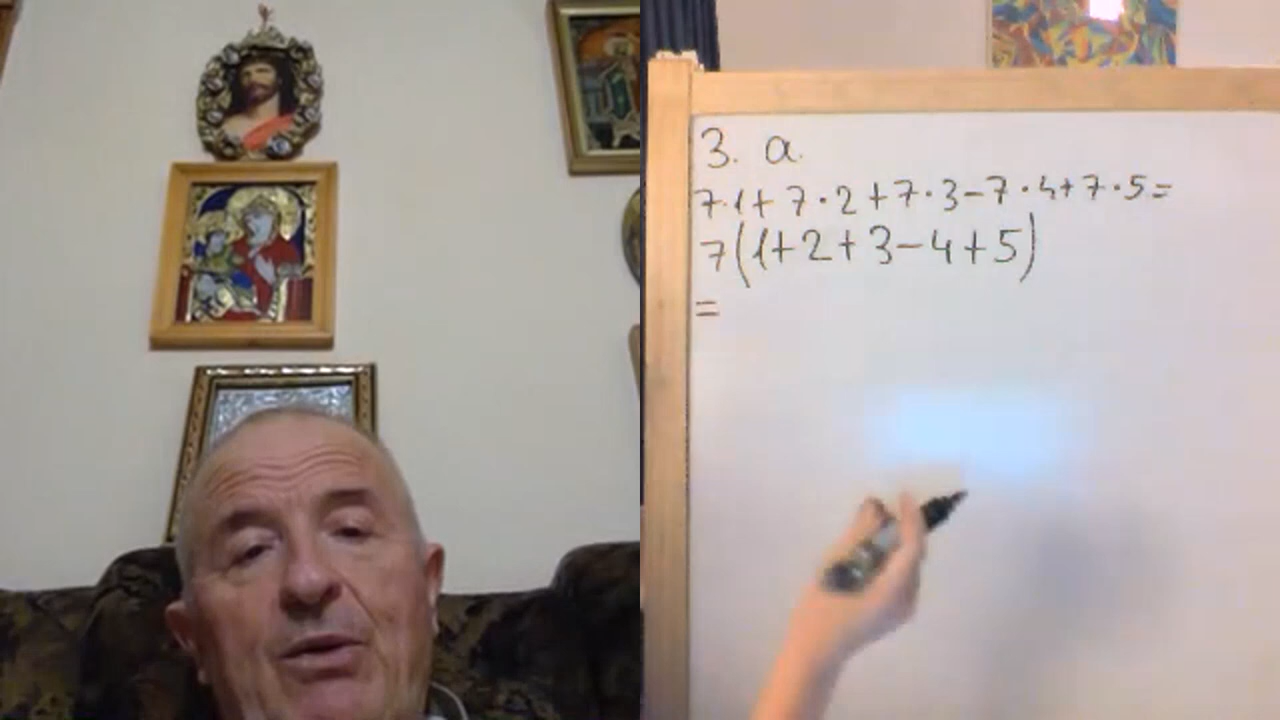 3. a.
7·1+7·2+7·3-7·4+7·5=
7(1+2+3-4+5)
=